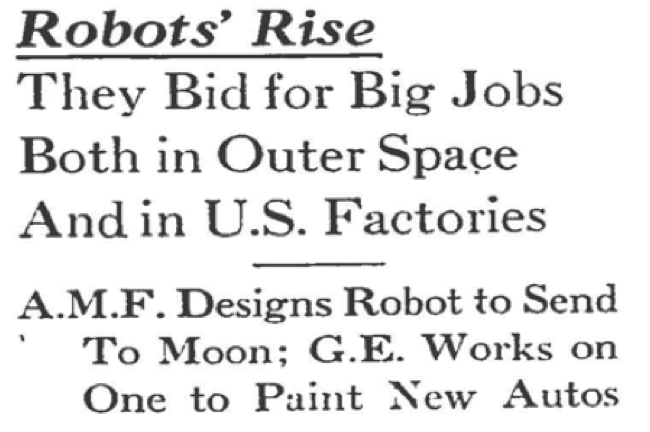 Robots' Rise
They Bid for Big Jobs
Both in Outer Space
And in U.S. Factories
A.M.F. Designs Robot to Send
To Moon; G.E. Works on
One to Paint New Autos